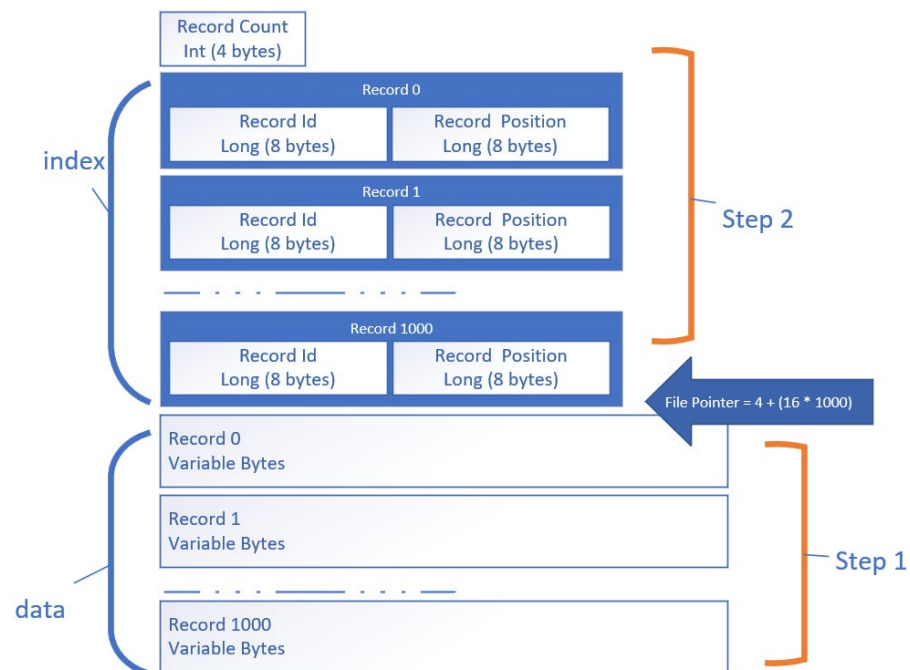 Record Count
Int (4 bytes)
Record 0
Record Id
Long (8 bytes)
Record Position
Long (8 bytes)
index
Record 1
Record Id
Long (8 bytes)
Record Position
Long (8 bytes)
Step 2
Record 1000
Record Id
Long (8 bytes)
Record Position
Long (8 bytes)
File Pointer = 4 + (16 * 1000)
Record 0
Variable Bytes
Record 1
Variable Bytes
Step 1
data
Record 1000
Variable Bytes